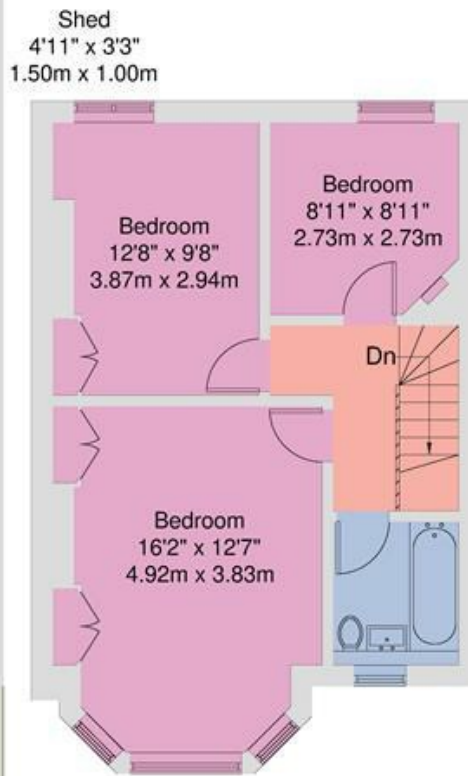 Shed
4'11" x 3'3"
1.50m x 1.00m
Bedroom
12'8" x 9'8"
3.87m x 2.94m
Bedroom
8'11" x 8'11"
2.73m x 2.73m
Dn
Bedroom
16'2" x 12'7"
4.92m x 3.83m